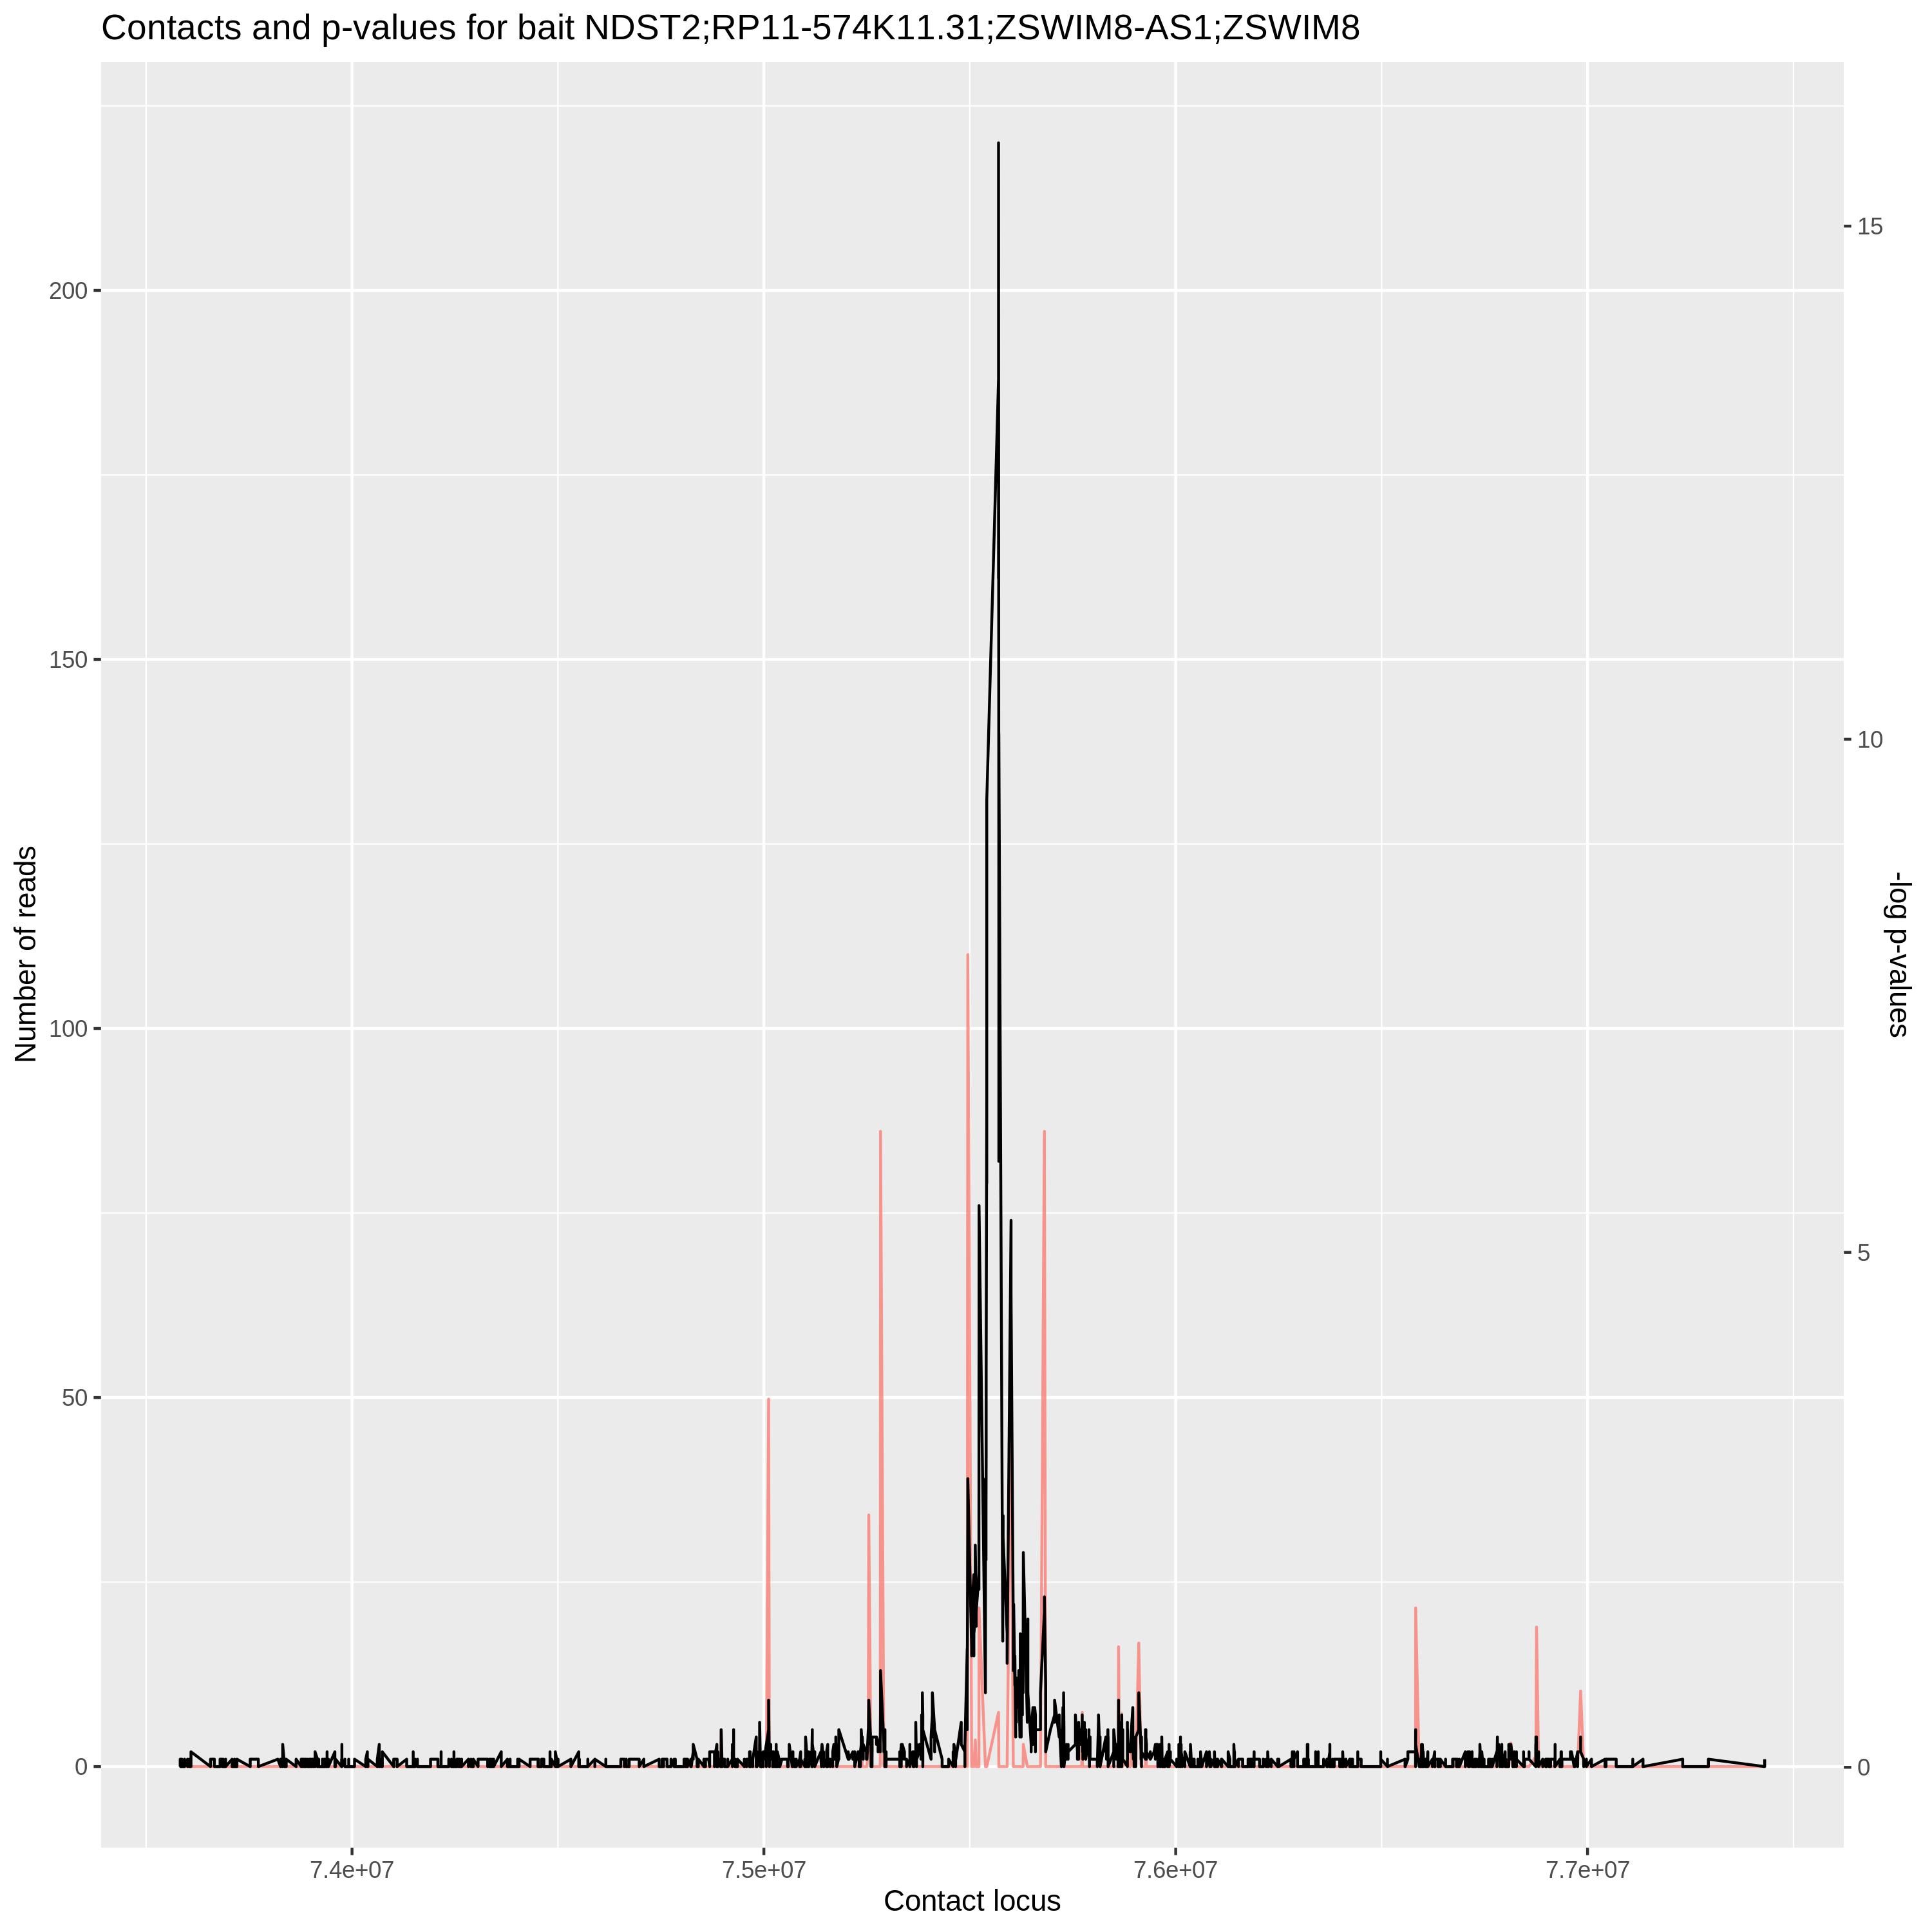 Contacts and p-values for bait NDST2;RP11-574K11.31;ZSWIM8-AS1;ZSWIM8
Number of reads
200
150
100
50
0
15
10
5
0
-log p-values
7.4e+07 7.5e+07 7.6e+07 7.7e+07
Contact locus